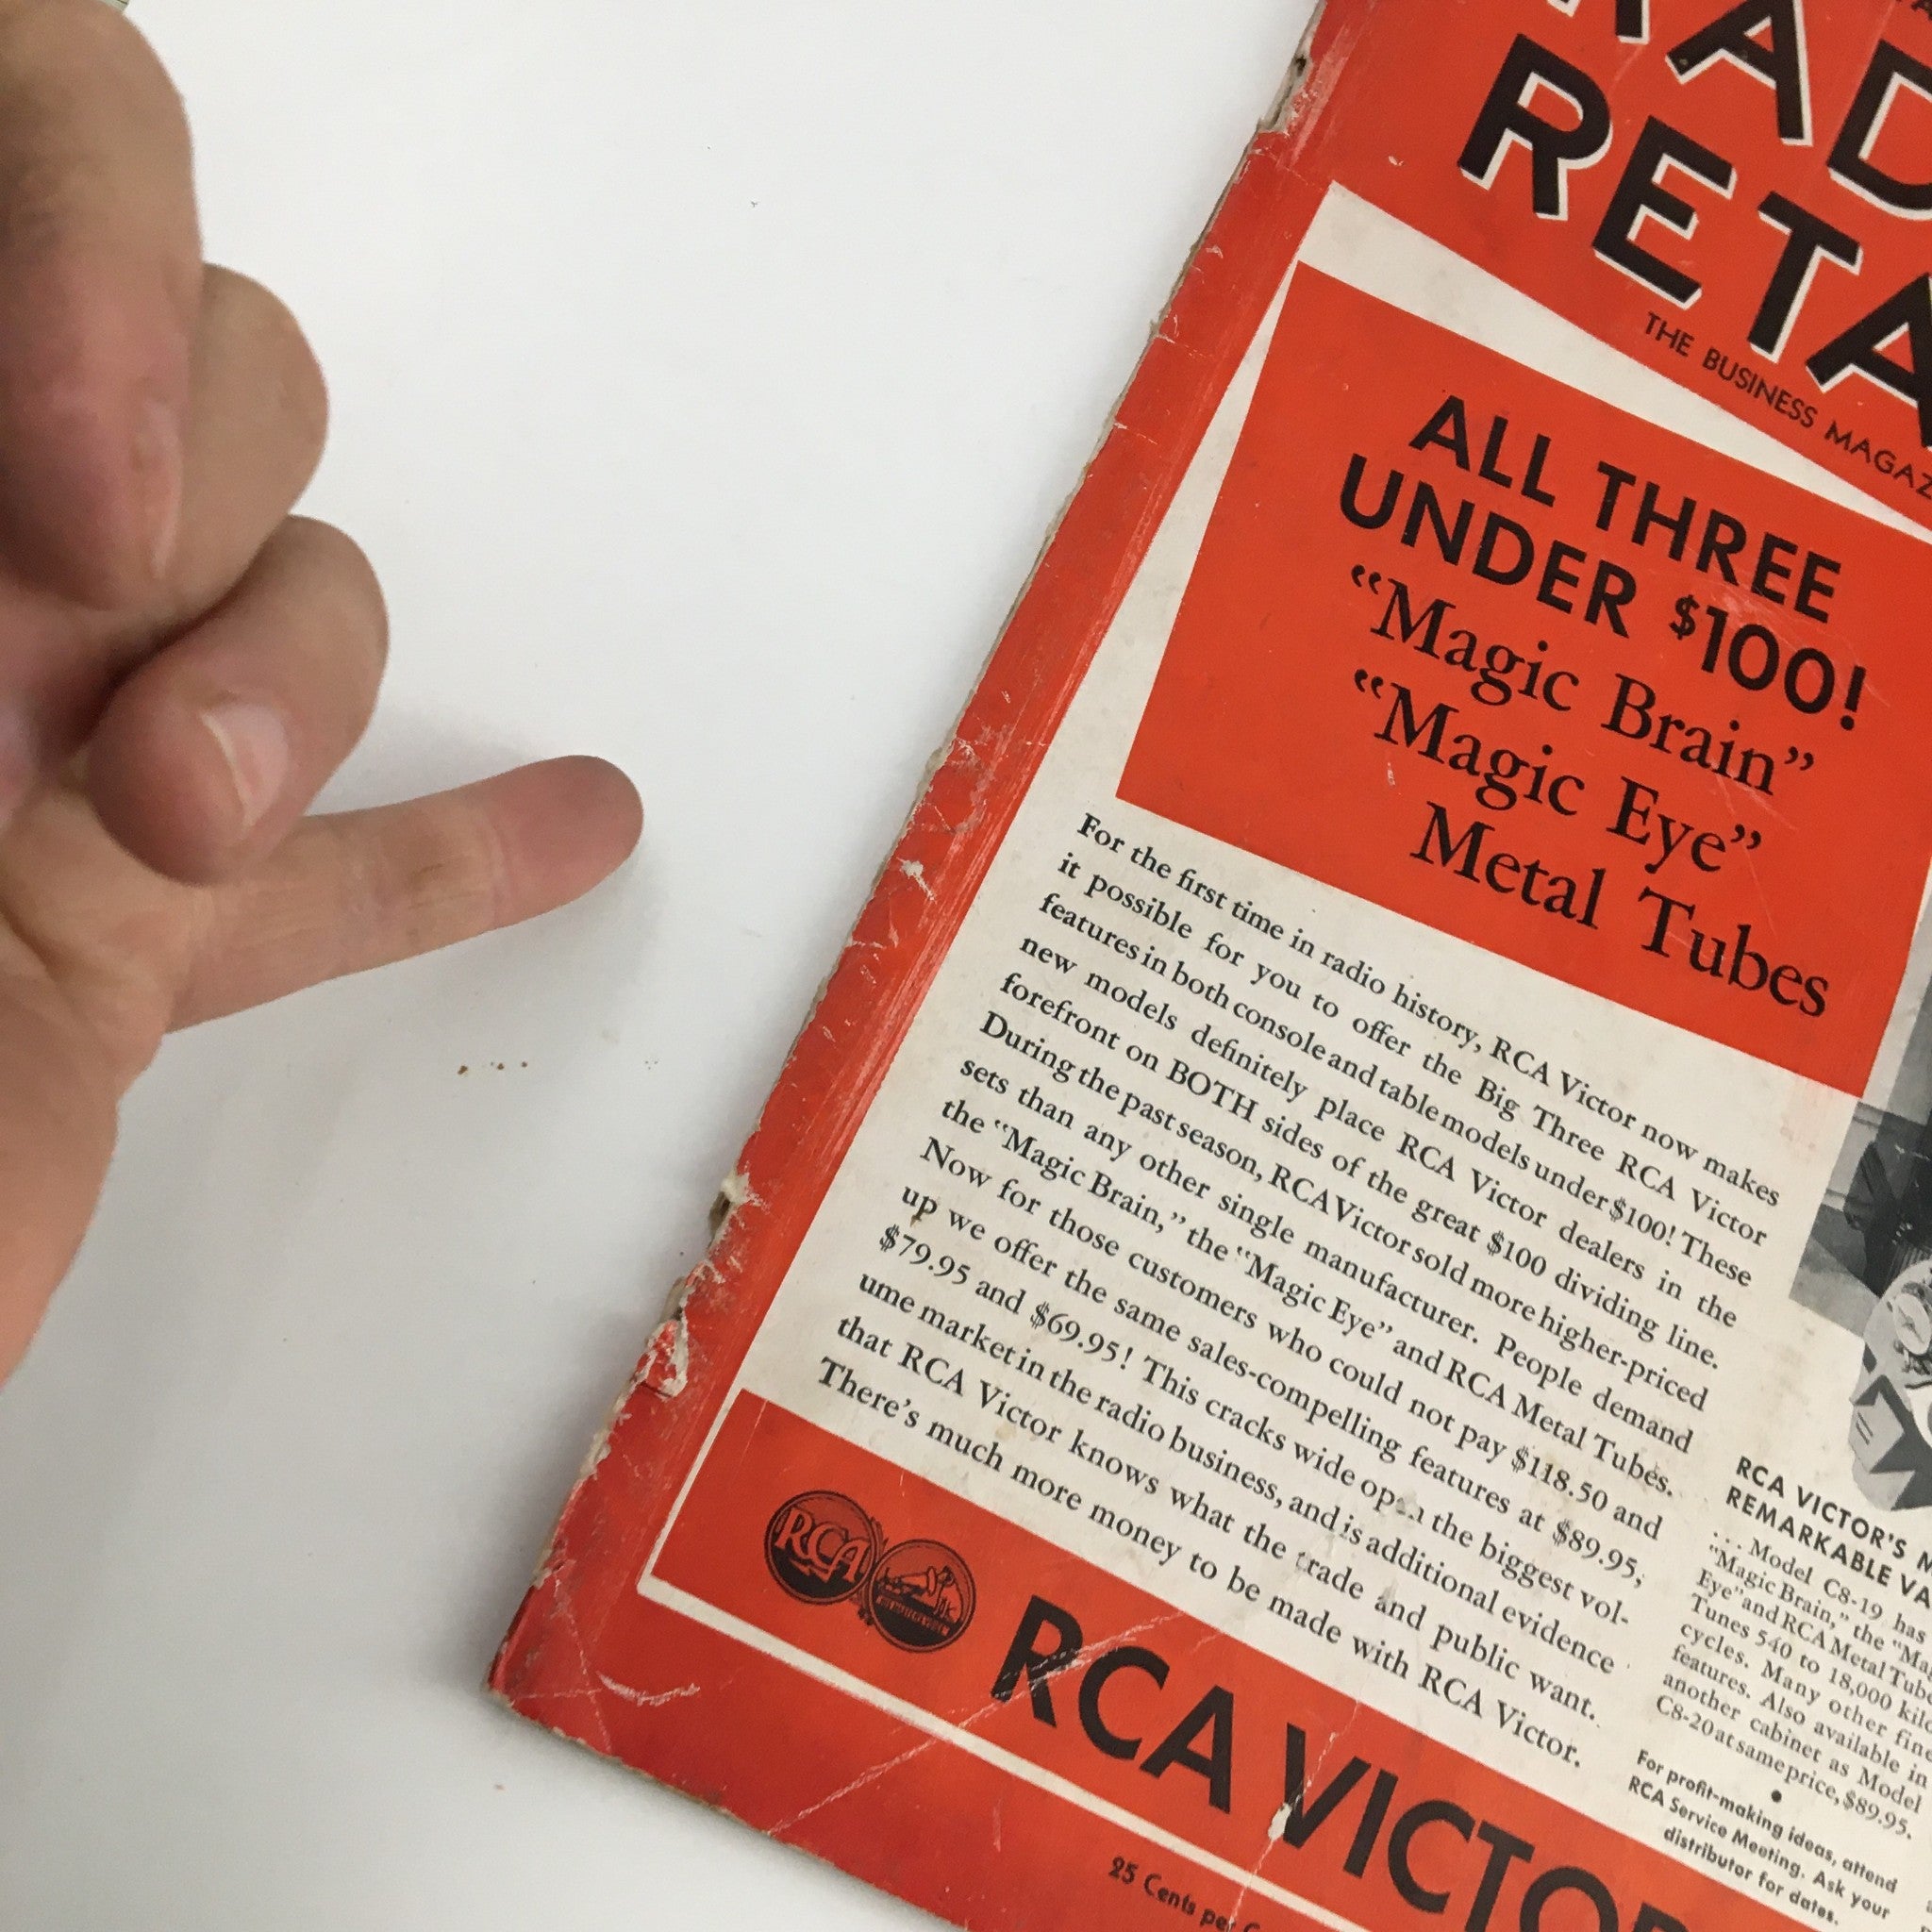 RETA
THE BUSINESS MAGAZ
ALL THREE
UNDER $100!
“Magic Brain”
“Magic Eye”
Metal Tubes
For the first time in radio history, RCA Victor now makes
it possible for you to offer the Big Three RCA Victor
features in both console and table models under $100! These
new models definitely place RCA Victor dealers in the
forefront on BOTH sides of the great $100 dividing line.
During the past season, RCA Victor sold more higher-priced
sets than any other single manufacturer. People demand
the “Magic Brain,” the “Magic Eye” and RCA Metal Tubes.
Now for those customers who could not pay $118.50 and
up we offer the same sales-compelling features at $89.95,
$79.95 and $69.95! This cracks wide open the biggest vol-
ume market in the radio business, and is additional evidence
that RCA Victor knows what the trade and public want.
There’s much more money to be made with RCA Victor.
RCA
RCA VICTOR
25 Cents per C
RCA VICTOR’S M
REMARKABLE VA
... Model C8-19 has
“Magic Brain,” the “Mag
Eye” and RCA Metal Tube
Tunes 540 to 18,000 kilo
cycles. Many other fine
features. Also available in
another cabinet as Model
C8-20 at same price, $89.95.
For profit-making ideas, attend
RCA Service Meeting. Ask your
distributor for dates.